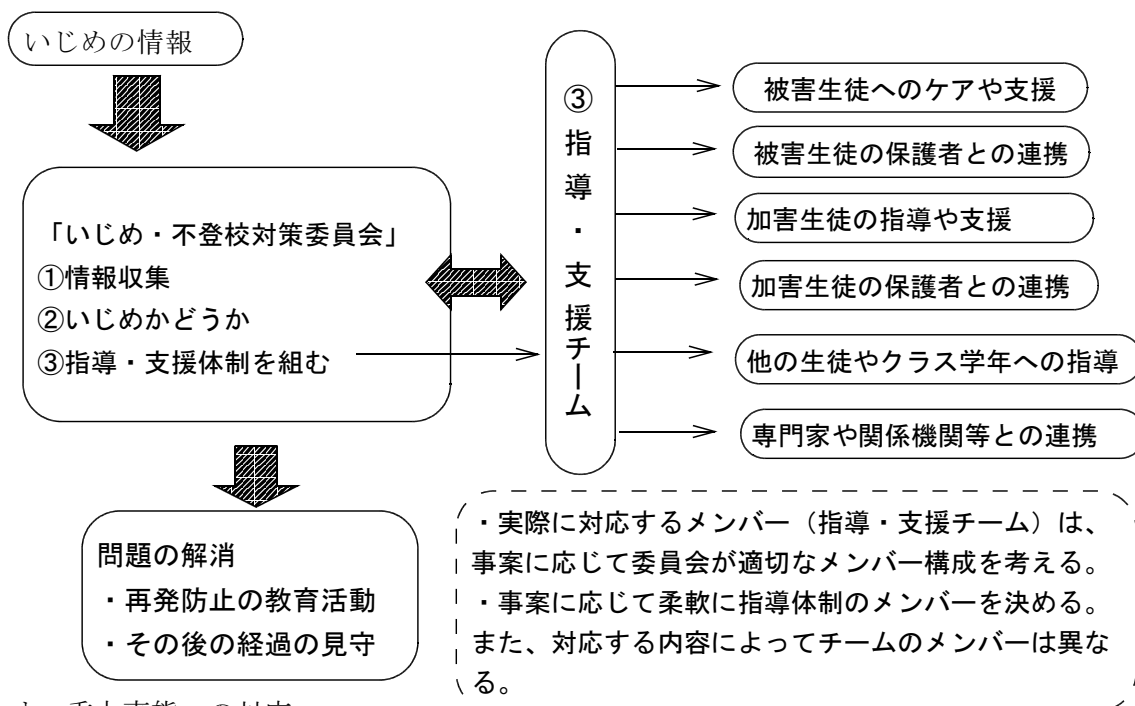 いじめの情報
「いじめ・不登校対策委員会」
①情報収集
②いじめかどうか
③指導・支援体制を組む
③指導・支援チーム
被害生徒へのケアや支援
被害生徒の保護者との連携
加害生徒の指導や支援
加害生徒の保護者との連携
他の生徒やクラス学年への指導
専門家や関係機関等との連携
問題の解消
・再発防止の教育活動
・その後の経過の見守
・実際に対応するメンバー（指導・支援チーム）は、
事案に応じて委員会が適切なメンバー構成を考える。
・事案に応じて柔軟に指導体制のメンバーを決める。
また、対応する内容によってチームのメンバーは異な
る。